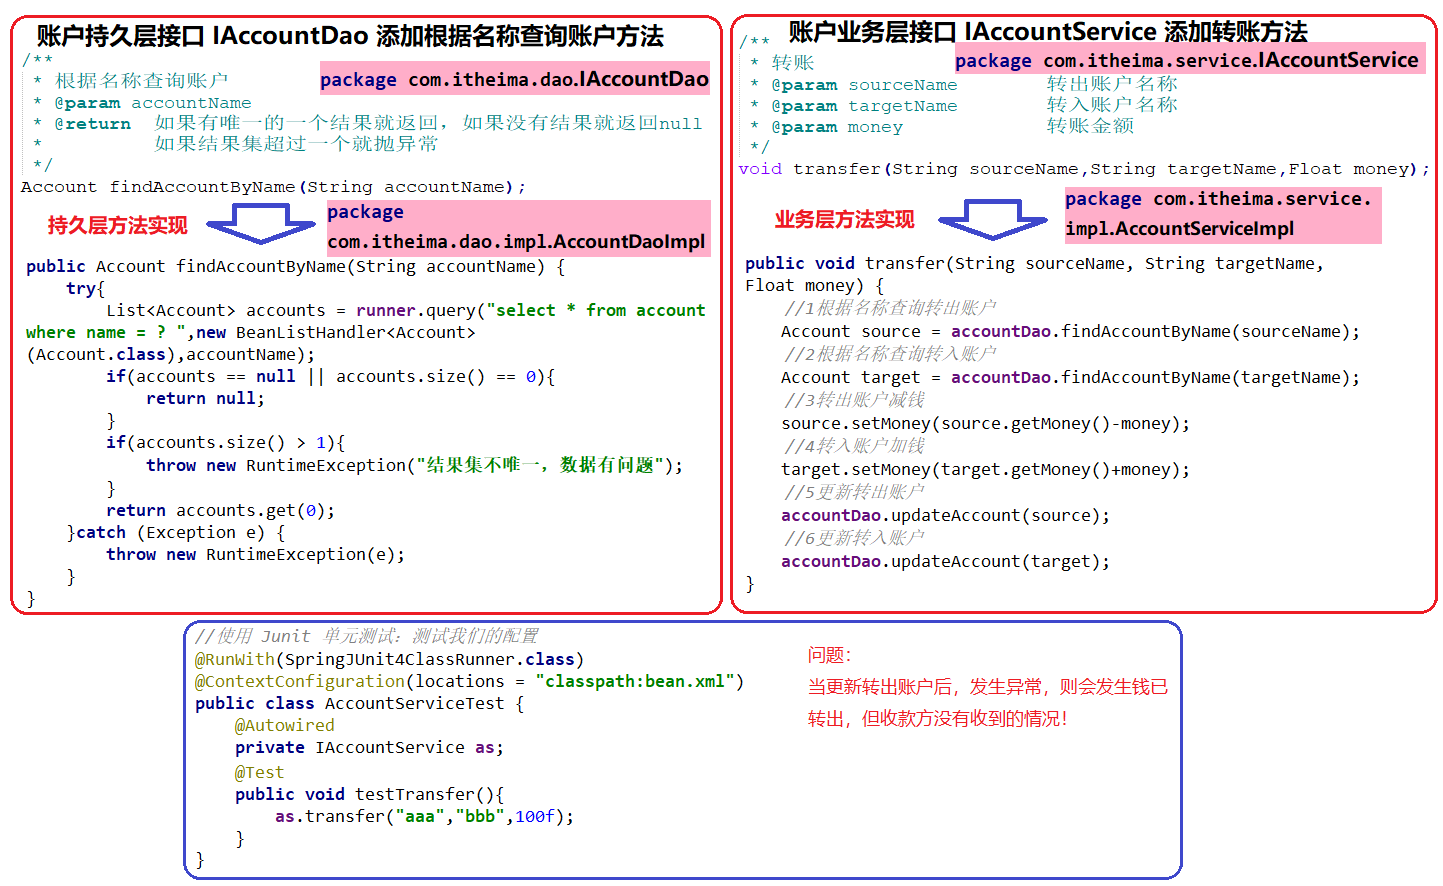 账户持久层接口 IAccountDao 添加根据名称查询账户方法
/**
* 根据名称查询账户
package com.itheima.dao.IAccountDao
* @param accountName
* @return 如果有唯一的一个结果就返回，如果没有结果就返回null
* 如果结果集超过一个就抛异常
*/
Account findAccountByName(String accountName);
持久层方法实现
package
com.itheima.dao.impl.AccountDaoImpl
public Account findAccountByName(String accountName) {
try{
List<Account> accounts = runner.query("select * from account
where name = ? ",new BeanListHandler<Account>
(Account.class),accountName);
if(accounts == null || accounts.size() == 0){
return null;
}
if(accounts.size() > 1){
throw new RuntimeException("结果集不唯一，数据有问题");
}
return accounts.get(0);
}catch (Exception e) {
throw new RuntimeException(e);
}
}
账户业务层接口 IAccountService 添加转账方法
/**
* 转账
package com.itheima.service.IAccountService
* @param sourceName 转出账户名称
* @param targetName 转入账户名称
* @param money 转账金额
*/
void transfer(String sourceName,String targetName,Float money);
业务层方法实现
package com.itheima.service.
impl.AccountServiceImpl
public void transfer(String sourceName, String targetName,
Float money) {
//1根据名称查询转出账户
Account source = accountDao.findAccountByName(sourceName);
//2根据名称查询转入账户
Account target = accountDao.findAccountByName(targetName);
//3转出账户减钱
source.setMoney(source.getMoney()-money);
//4转入账户加钱
target.setMoney(target.getMoney()+money);
//5更新转出账户
accountDao.updateAccount(source);
//6更新转入账户
accountDao.updateAccount(target);
}
//使用 Junit 单元测试：测试我们的配置
@RunWith(SpringJUnit4ClassRunner.class)
@ContextConfiguration(locations = "classpath:bean.xml")
public class AccountServiceTest {
@Autowired
private IAccountService as;
@Test
public void testTransfer(){
as.transfer("aaa","bbb",100f);
}
}
问题：
当更新转出账户后，发生异常，则会发生钱已
转出，但收款方没有收到的情况！